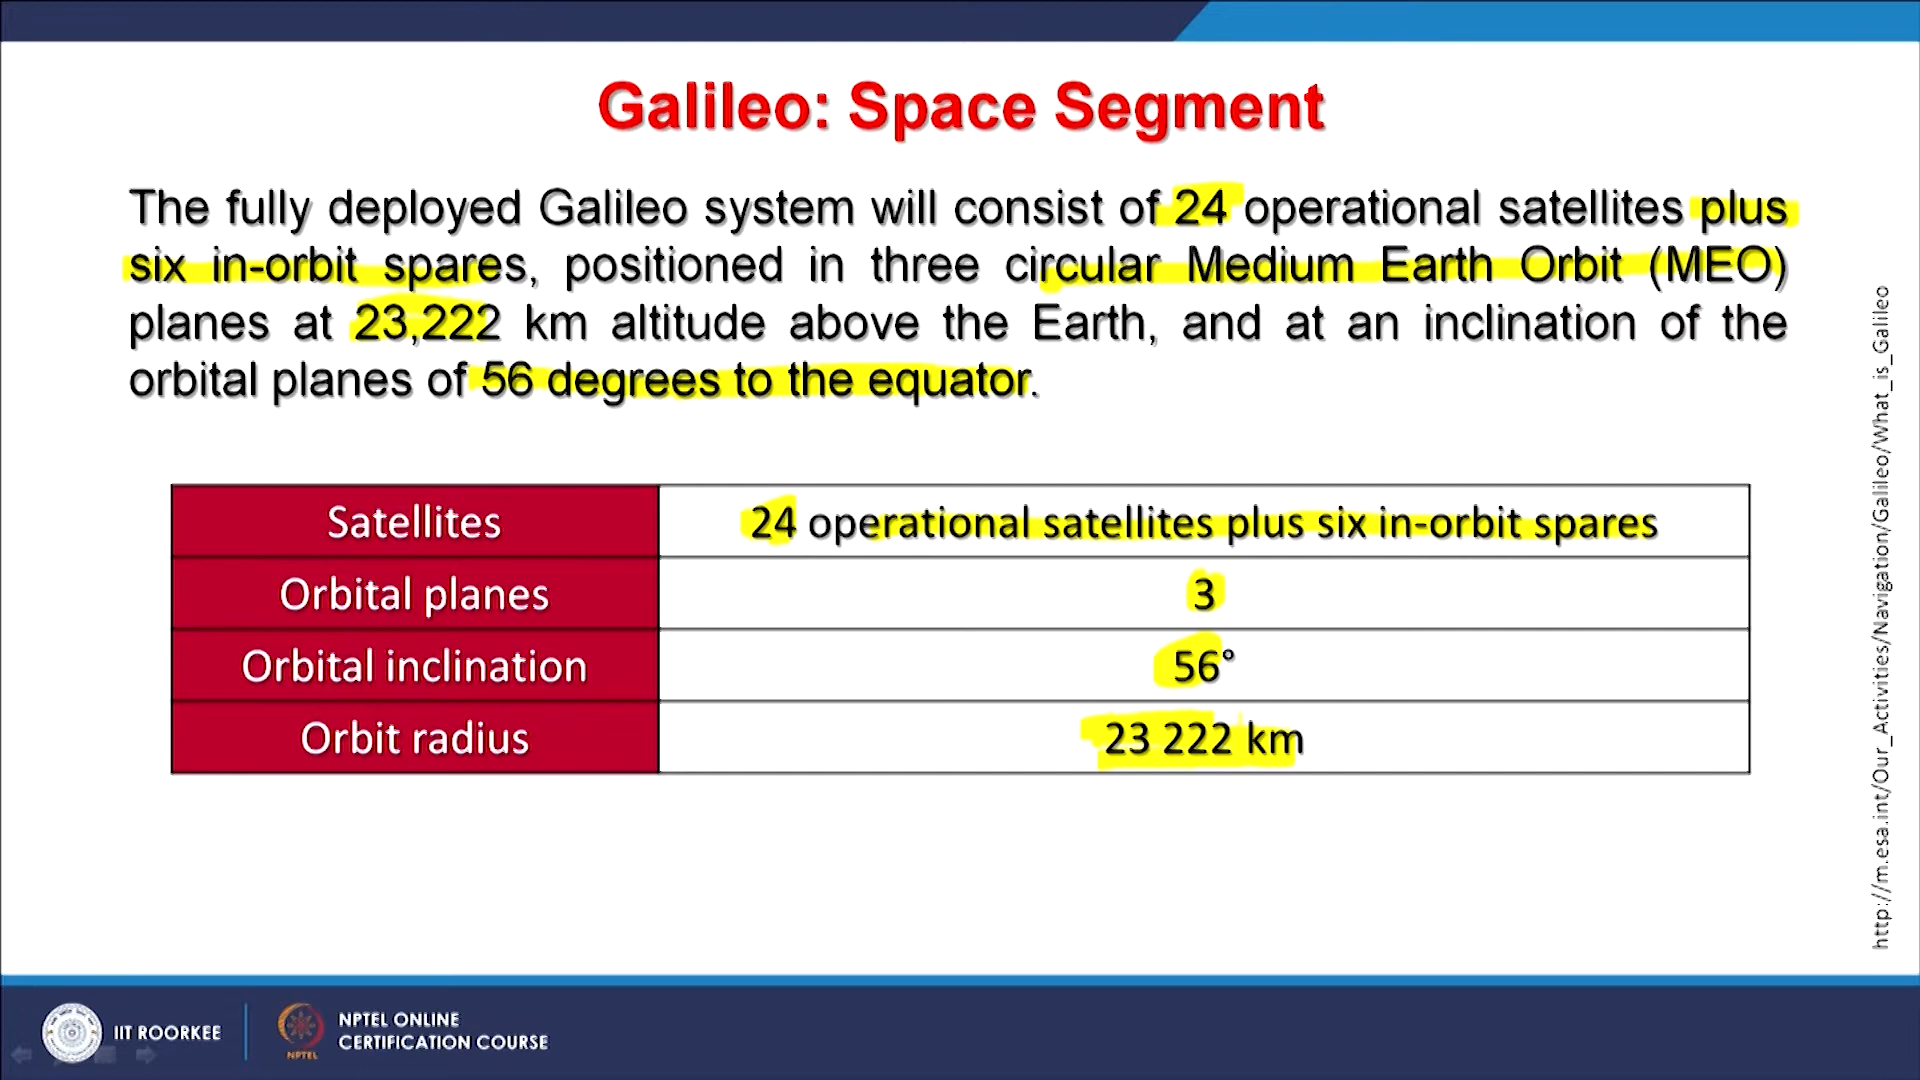 Galileo: Space Segment
The fully deployed Galileo system will consist of 24 operational satellites plus
six in-orbit spares, positioned in three circular Medium Earth Orbit (MEO)
planes at 23,222 km altitude above the Earth, and at an inclination of the
orbital planes of 56 degrees to the equator.
Satellites 24 operational satellites plus six in-orbit spares
Orbital planes 3
Orbital inclination 56°
Orbit radius 23 222 km
http://m.esa.int/Our_Activities/Navigation/Galileo/What_is_Galileo
IIT ROORKEE
NPTEL
NPTEL ONLINE
CERTIFICATION COURSE